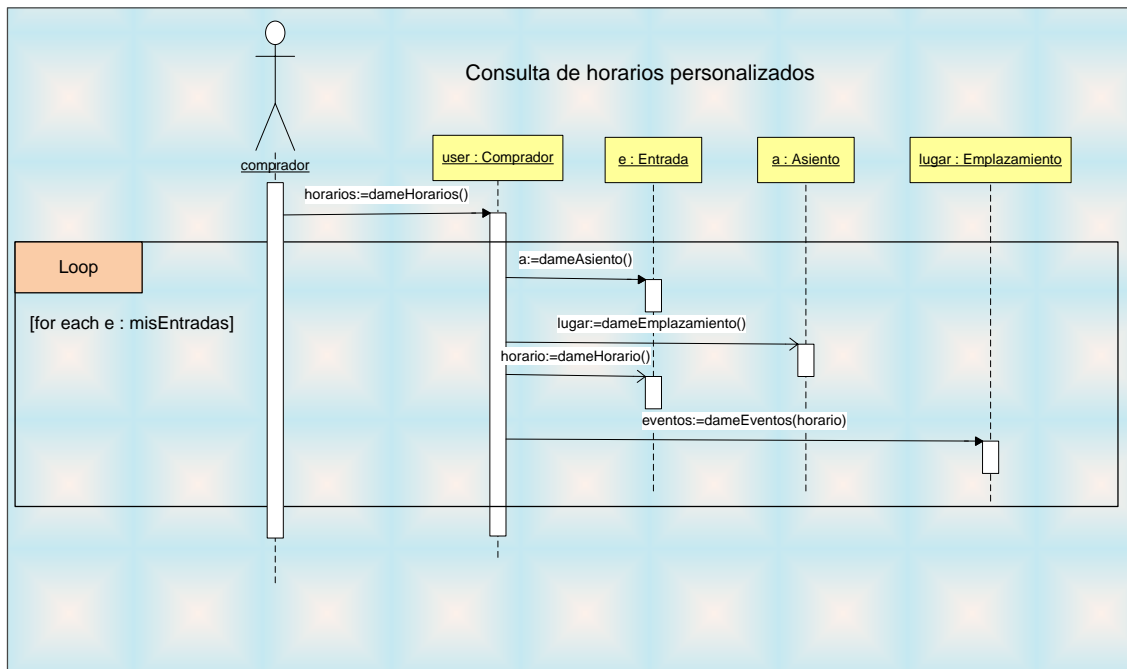 Consulta de horarios personalizados
comprador
user : Comprador
e : Entrada
a : Asiento
lugar : Emplazamiento
horarios:=dameHorarios()
Loop
[for each e : misEntradas]
a:=dameAsiento()
lugar:=dameEmplazamiento()
horario:=dameHorario()
eventos:=dameEventos(horario)